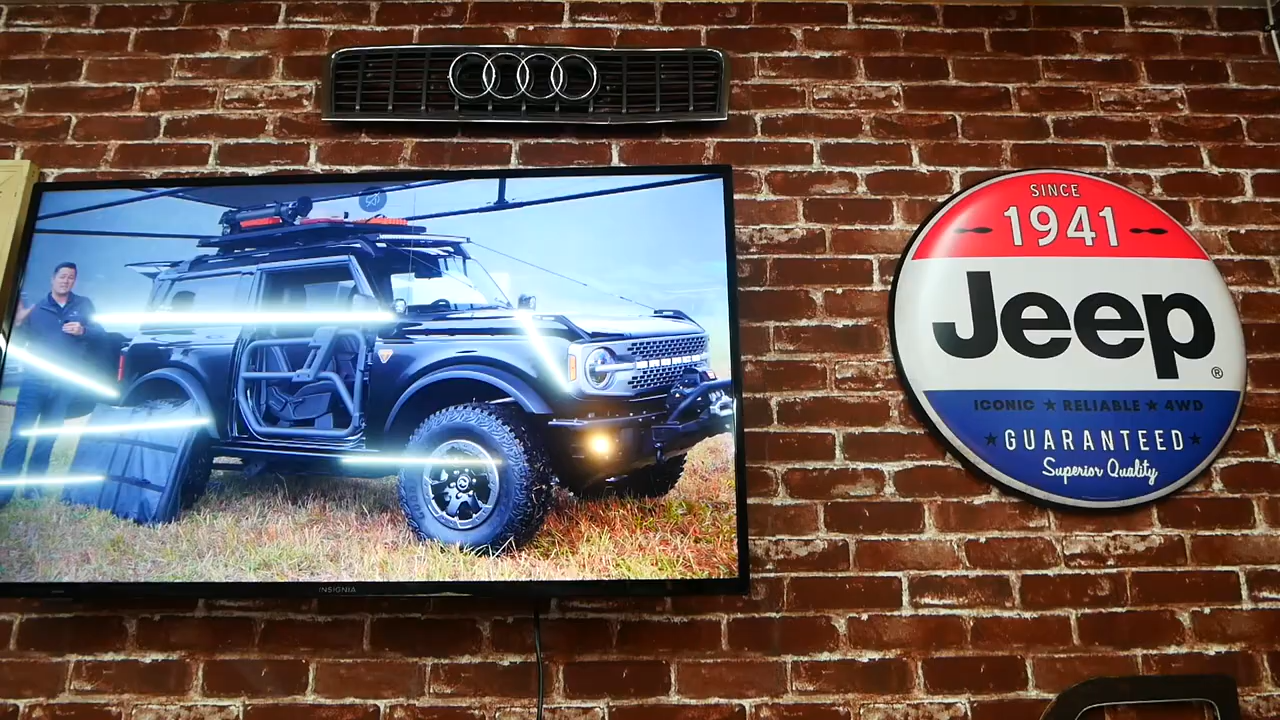 SINCE
1941
Jeep
®
ICONIC ★ RELIABLE ★ 4WD
★ GUARANTEED ★
Superior Quality
INSIGNIA